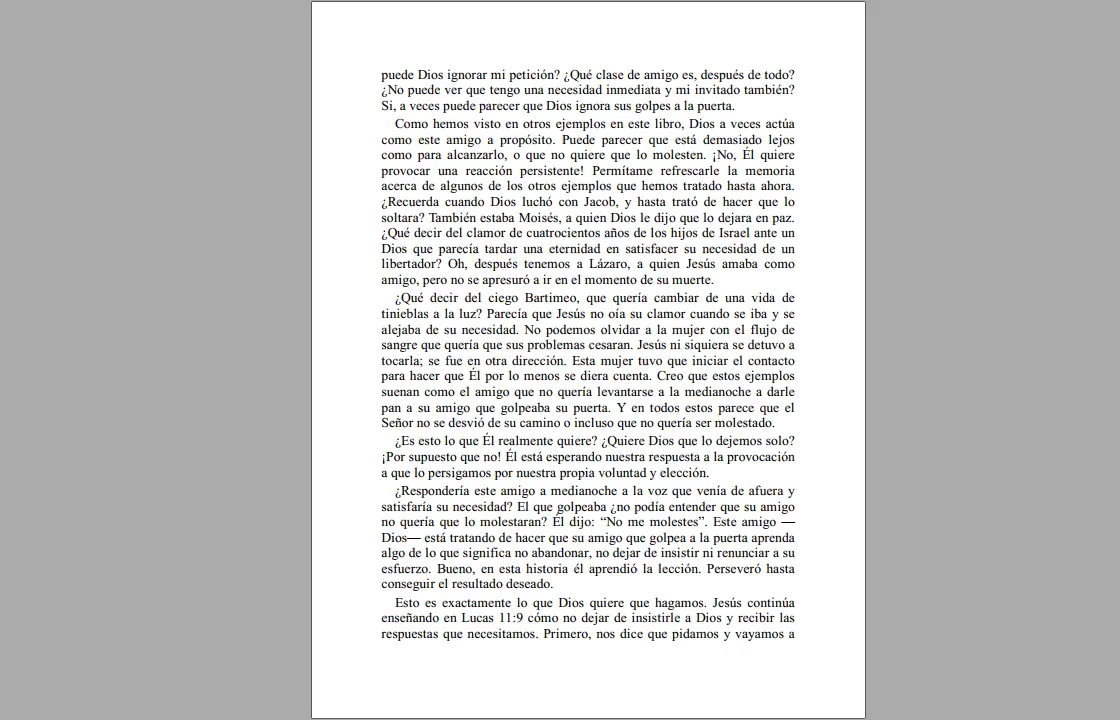 puede Dios ignorar mi petición? ¿Qué clase de amigo es, después de todo?
¿No puede ver que tengo una necesidad inmediata y mi invitado también?
Si, a veces puede parecer que Dios ignora sus golpes a la puerta.
Como hemos visto en otros ejemplos en este libro, Dios a veces actúa
como este amigo a propósito. Puede parecer que está demasiado lejos
como para alcanzarlo, o que no quiere que lo molesten. ¡No, Él quiere
provocar una reacción persistente! Permítame refrescarle la memoria
acerca de algunos de los otros ejemplos que hemos tratado hasta ahora.
¿Recuerda cuando Dios luchó con Jacob, y hasta trató de hacer que lo
soltara? También estaba Moisés, a quien Dios le dijo que lo dejara en paz.
¿Qué decir del clamor de cuatrocientos años de los hijos de Israel ante un
Dios que parecía tardar una eternidad en satisfacer su necesidad de un
libertador? Oh, después tenemos a Lázaro, a quien Jesús amaba como
amigo, pero no se apresuró a ir en el momento de su muerte.
¿Qué decir del ciego Bartimeo, que quería cambiar de una vida de
tinieblas a la luz? Parecía que Jesús no oía su clamor cuando se iba y se
alejaba de su necesidad. No podemos olvidar a la mujer con el flujo de
sangre que quería que sus problemas cesaran. Jesús ni siquiera se detuvo a
tocarla; se fue en otra dirección. Esta mujer tuvo que iniciar el contacto
para hacer que Él por lo menos se diera cuenta. Creo que estos ejemplos
suenan como el amigo que no quería levantarse a la medianoche a darle
pan a su amigo que golpeaba su puerta. Y en todos estos parece que el
Señor no se desvió de su camino o incluso que no quería ser molestado.
¿Es esto lo que Él realmente quiere? ¿Quiere Dios que lo dejemos solo?
¡Por supuesto que no! Él está esperando nuestra respuesta a la provocación
a que lo persigamos por nuestra propia voluntad y elección.
¿Respondería este amigo a medianoche a la voz que venía de afuera y
satisfaría su necesidad? El que golpeaba ¿no podía entender que su amigo
no quería que lo molestaran? Él dijo: “No me molestes”. Este amigo —
Dios— está tratando de hacer que su amigo que golpea a la puerta aprenda
algo de lo que significa no abandonar, no dejar de insistir ni renunciar a su
esfuerzo. Bueno, en esta historia él aprendió la lección. Perseveró hasta
conseguir el resultado deseado.
Esto es exactamente lo que Dios quiere que hagamos. Jesús continúa
enseñando en Lucas 11:9 cómo no dejar de insistirle a Dios y recibir las
respuestas que necesitamos. Primero, nos dice que pidamos y vayamos a